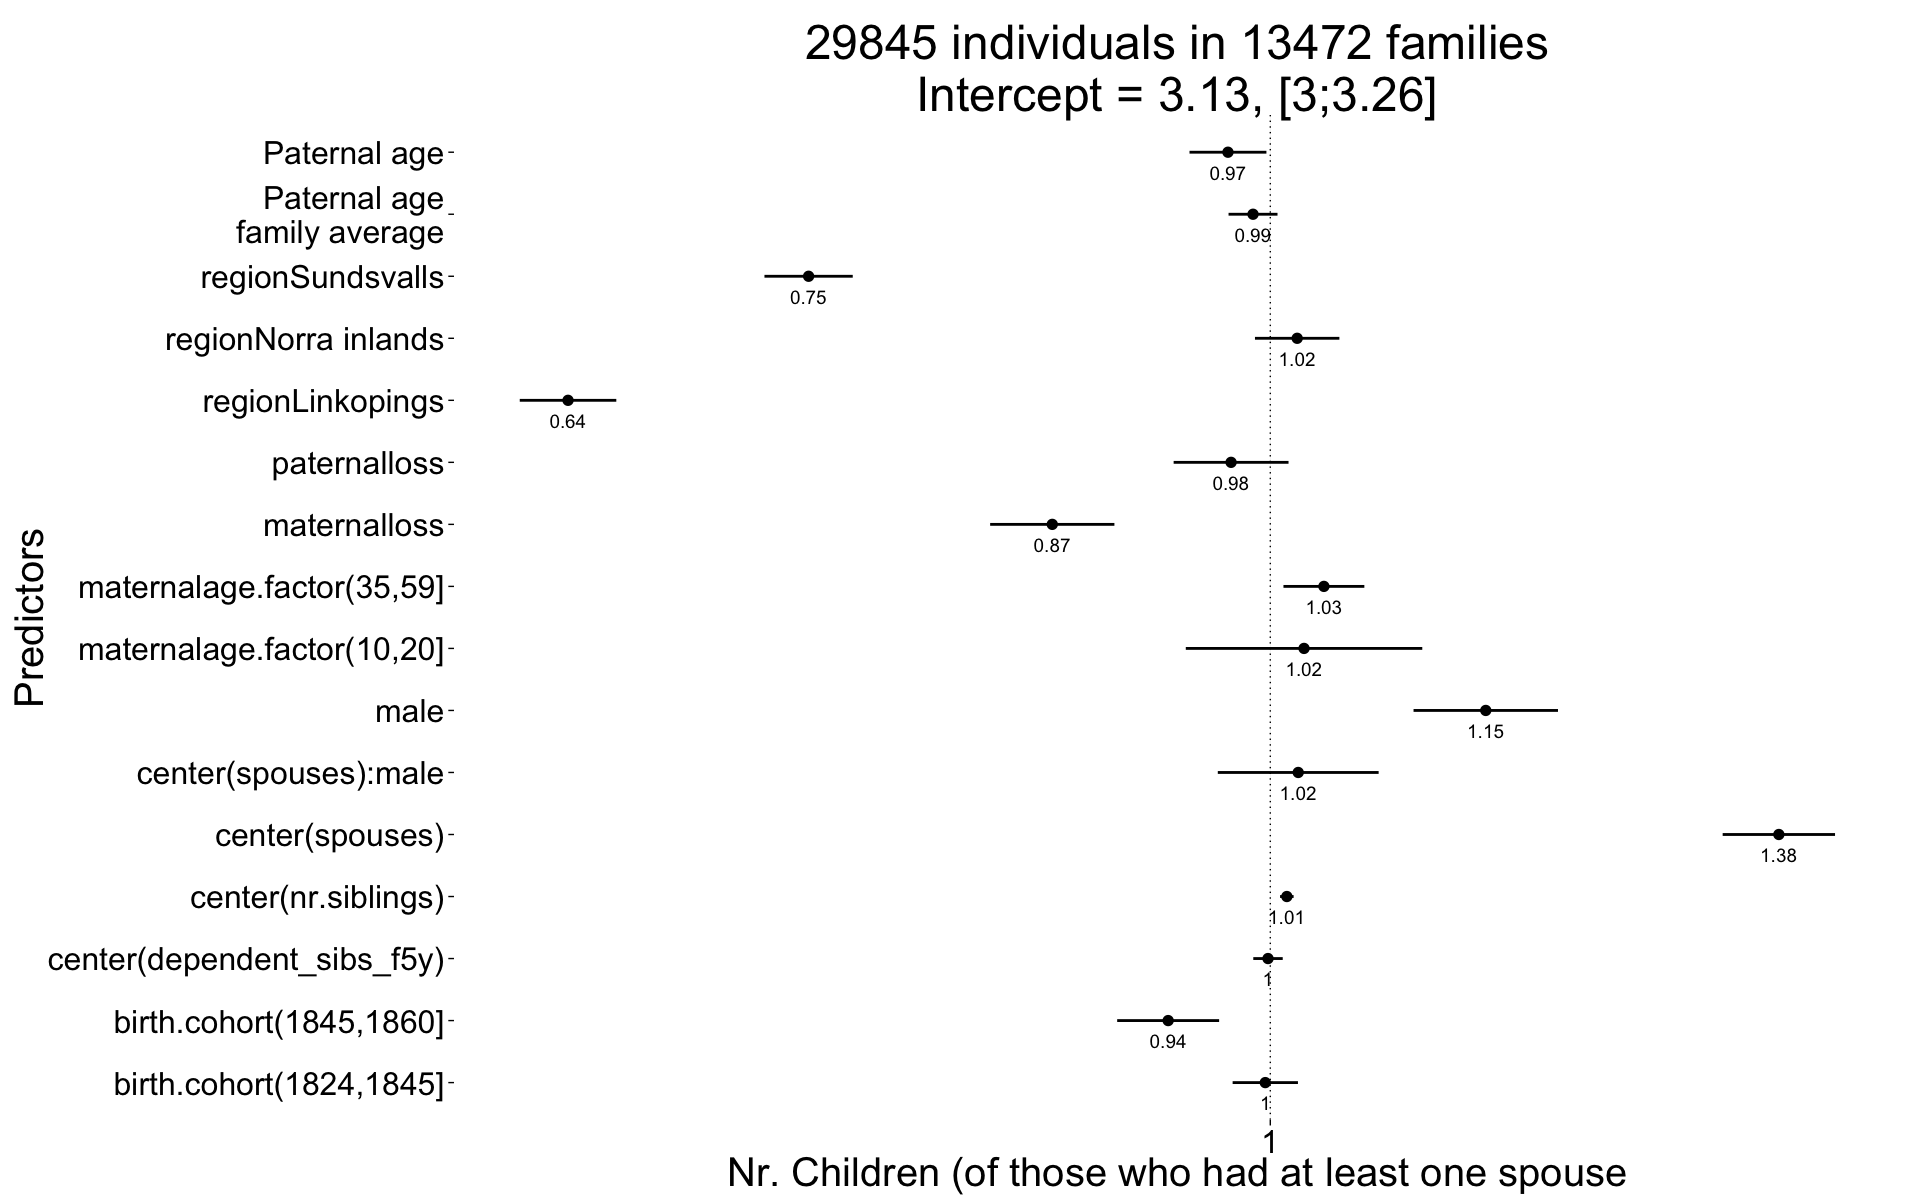 29845 individuals in 13472 families
Intercept = 3.13, [3;3.26]
Paternal age
0.97
Paternal age
family average
0.99
regionSundsvalls
0.75
regionNorra inlands
1.02
regionLinkopings
0.64
paternalloss
0.98
maternalloss
0.87
maternalage.factor(35,59]
1.03
maternalage.factor(10,20]
1.02
male
1.15
center(spouses):male
1.02
center(spouses)
1.38
center(nr.siblings)
1.01
center(dependent_sibs_f5y)
1
birth.cohort(1845,1860]
0.94
birth.cohort(1824,1845]
1
Predictors
1
Nr. Children (of those who had at least one spouse